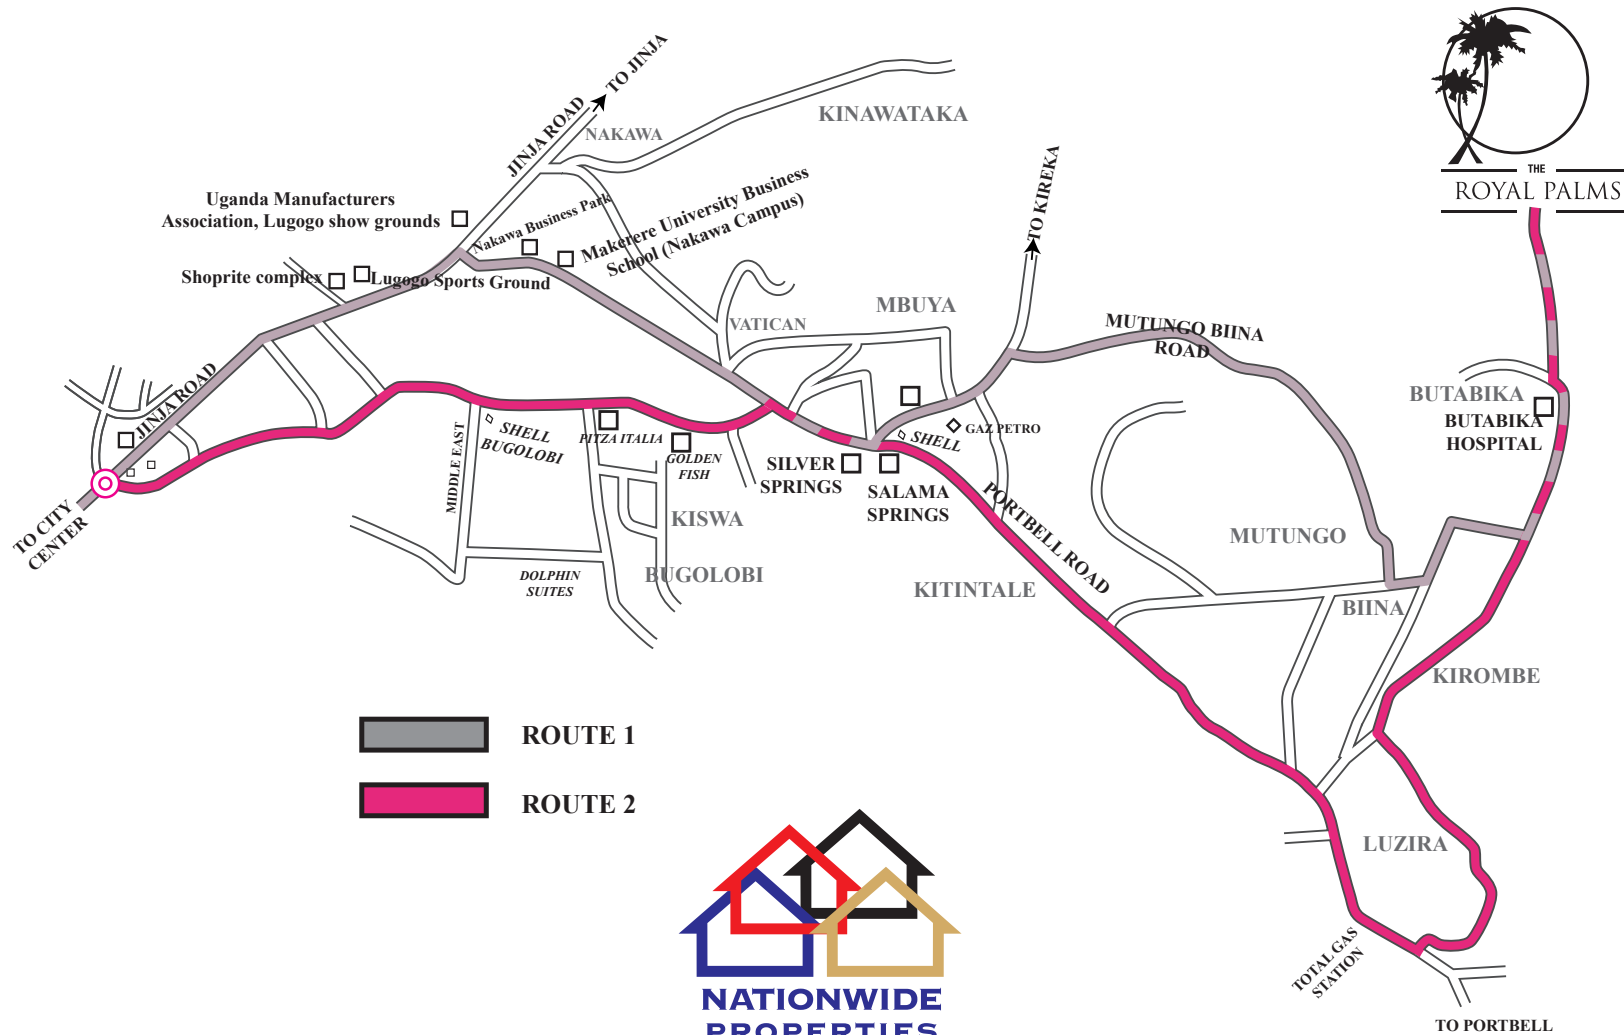 TO JINJA
JINJA ROAD
NAKAWA
KINAWATAKA
THE
ROYAL PALMS
Uganda Manufacturers
Association, Lugogo show grounds
Nakawa Business Park
Makerere University Business
School (Nakawa Campus)
TO KIREKA
Shoprite complex
Lugogo Sports Ground
MBUYA
VATICAN
MUTUNGO BIINA
ROAD
JINJA ROAD
BUTABIKA
BUTABIKA
HOSPITAL
MIDDLE EAST
SHELL
BUGOLOBI
PITZA ITALIA
GOLDEN
FISH
SHELL
GAZ PETRO
SILVER
SPRINGS
SALAMA
SPRINGS
PORTBELL ROAD
TO CITY
CENTER
KISWA
MUTUNGO
DOLPHIN
SUITES
BUGOLOBI
KITINTALE
BIINA
KIROMBE
ROUTE 1
ROUTE 2
LUZIRA
TOTAL GAS
STATION
NATIONWIDE
PROPERTIES
TO PORTBELL